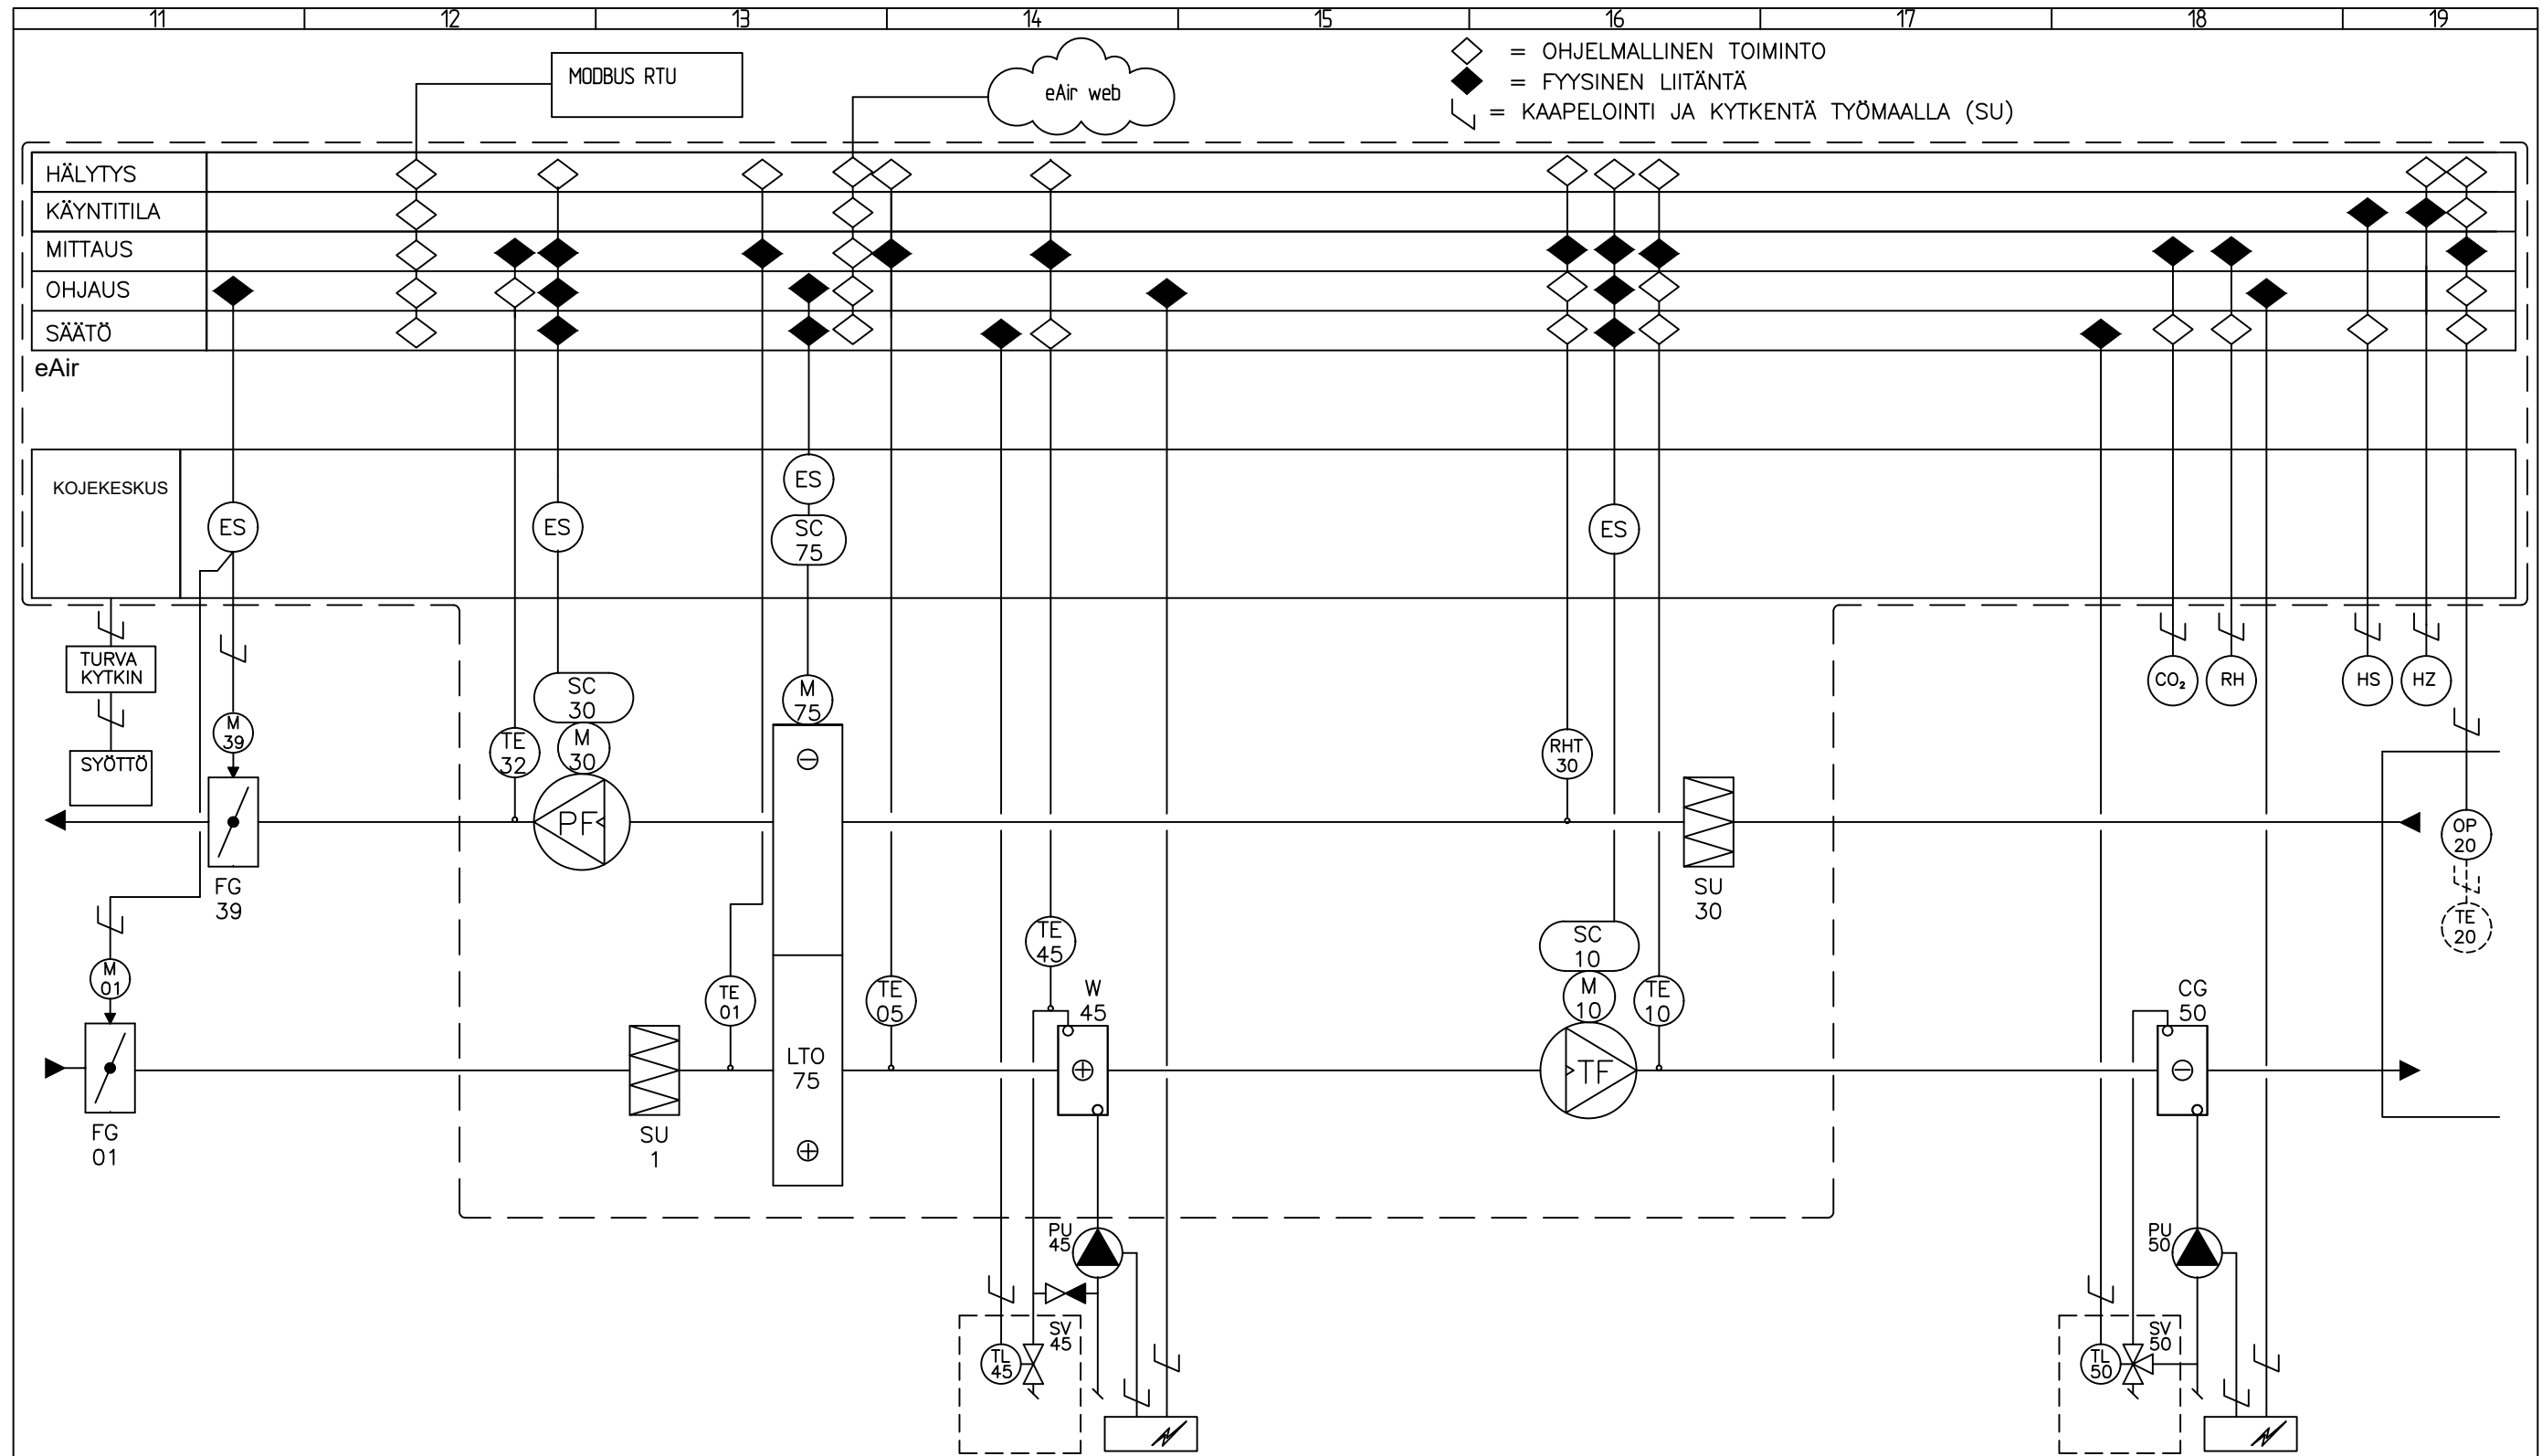 11 12 13 14 15 16 17 18 19
MODBUS RTU
eAir web
= OHJELMALLINEN TOIMINTO
= FYYSINEN LIITÄNTÄ
= KAAPELOINTI JA KYTKENTÄ TYÖMAALLA (SU)
HÄLYTYS
KÄYNTITILA
MITTAUS
OHJAUS
SÄÄTÖ
eAir
KOJEKESKUS
ES
ES
ES
SC
75
ES
TURVA
KYTKIN
SYÖTTÖ
M
39
TE
32
SC
30
M
30
M
75
RHT
30
CO₂
RH
HS
HZ
PF
FG
39
SU
30
OP
20
TE
20
M
01
TE
01
TE
05
TE
45
W
45
SC
10
M
10
TE
10
CG
50
LTO
75
TF
FG
01
SU
1
PU
45
PU
50
SV
45
TL
45
SV
50
TL
50